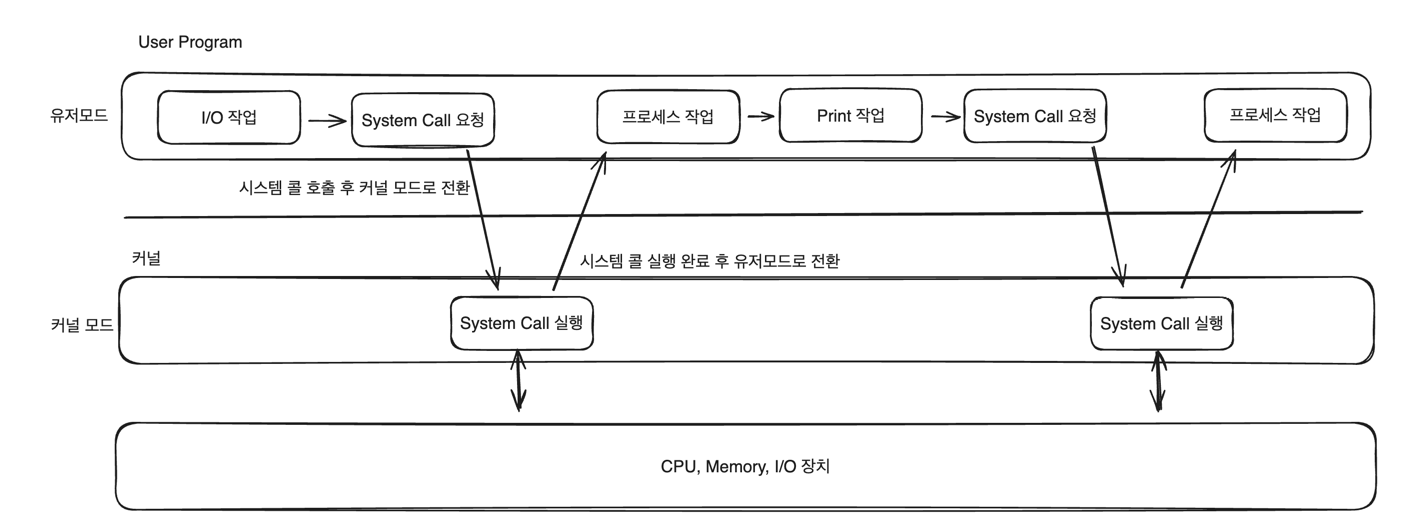 User Program
유저모드
I/O 작업
System Call 요청
프로세스 작업
Print 작업
System Call 요청
프로세스 작업
시스템 콜 호출 후 커널 모드로 전환
커널
시스템 콜 실행 완료 후 유저모드로 전환
커널 모드
System Call 실행
System Call 실행
CPU, Memory, I/O 장치